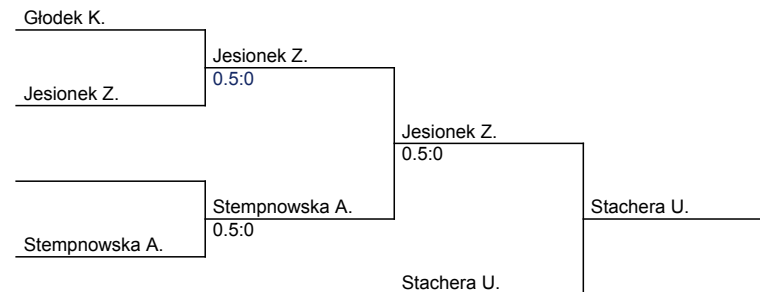 Głodek K.
Jesionek Z.
0.5:0
Jesionek Z.
Jesionek Z.
0.5:0
Stempnowska A.
0.5:0
Stachera U.
Stempnowska A.
Stachera U.